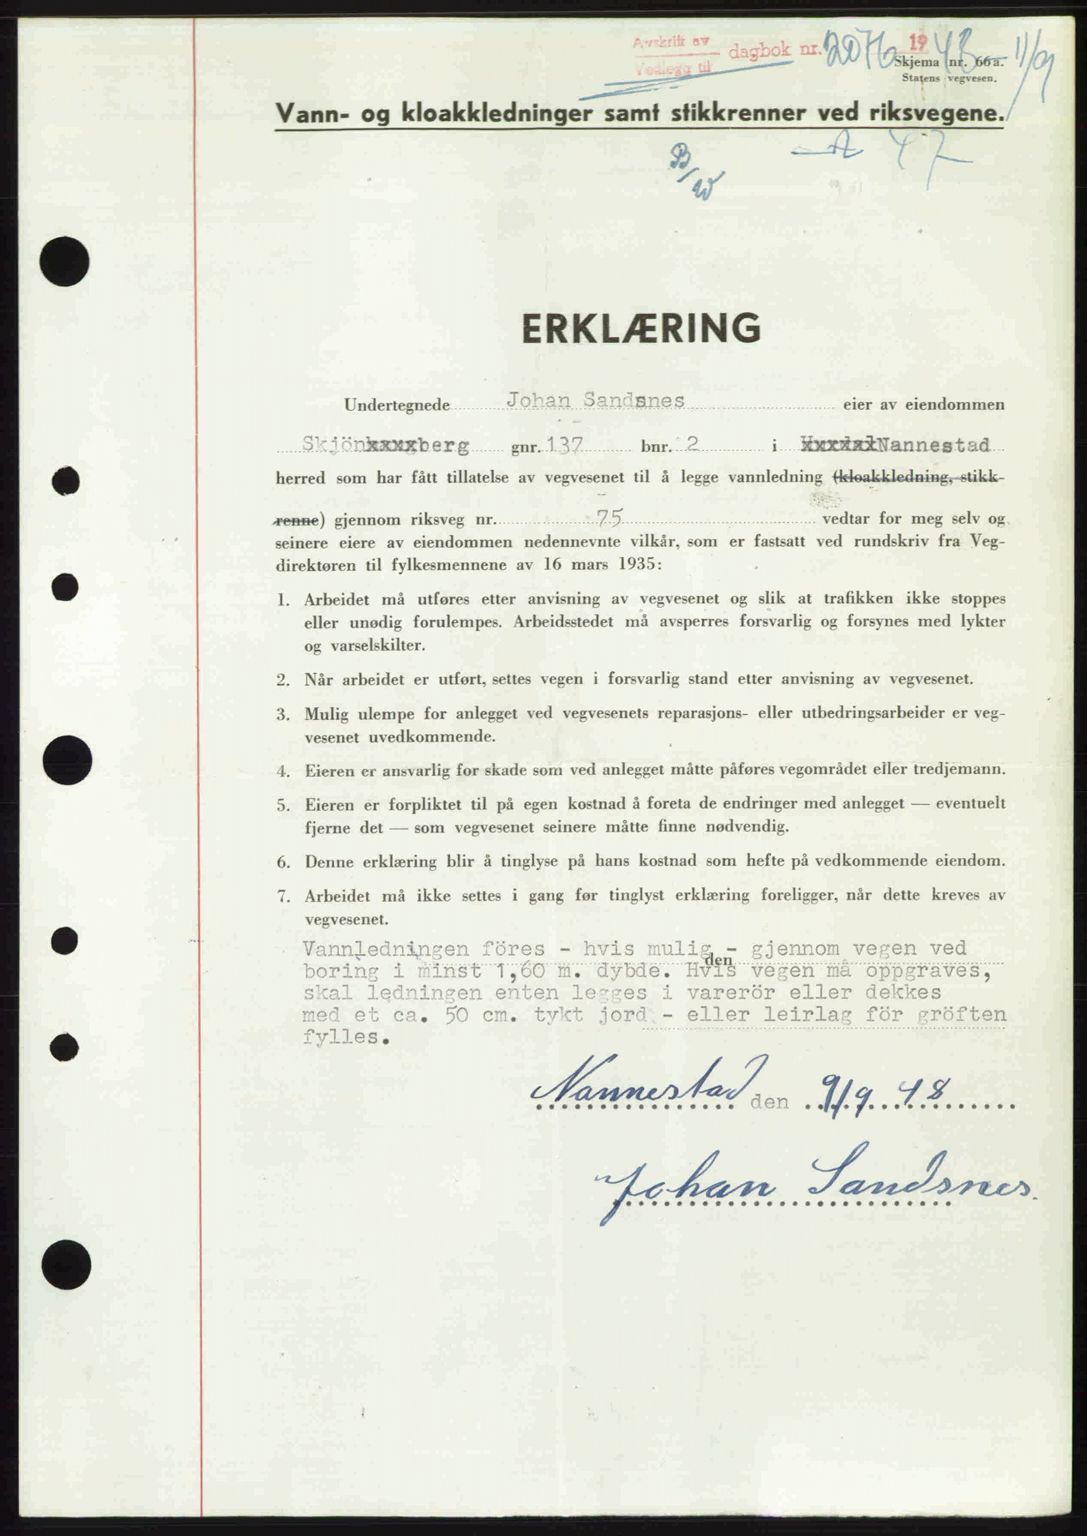 Avskrift av
Vedlegg til
dagbok nr. 2076 1948 11/9
Skjema nr. 66 a.
Statens vegvesen.
Vann- og kloakkledninger samt stikkrenner ved riksvegene.
A 47
ERKLÆRING
Undertegnede Johan Sandsnes eier av eiendommen
Skjönxxxxberg gnr. 137 bnr. 2 i Nannestad
herred som har fått tillatelse av vegvesenet til å legge vannledning (kloakkledning, stikk-
renne) gjennom riksveg nr. 75 vedtar for meg selv og
seinere eiere av eiendommen nedennevnte vilkår, som er fastsatt ved rundskriv fra Veg-
direktøren til fylkesmennene av 16 mars 1935:
1. Arbeidet må utføres etter anvisning av vegvesenet og slik at trafikken ikke stoppes
eller unødig forulempes. Arbeidsstedet må avsperres forsvarlig og forsynes med lykter
og varselskilter.
2. Når arbeidet er utført, settes vegen i forsvarlig stand etter anvisning av vegvesenet.
3. Mulig ulempe for anlegget ved vegvesenets reparasjons- eller utbedringsarbeider er veg-
vesenet uvedkommende.
4. Eieren er ansvarlig for skade som ved anlegget måtte påføres vegområdet eller tredjemann.
5. Eieren er forpliktet til på egen kostnad å foreta de endringer med anlegget — eventuelt
fjerne det — som vegvesenet seinere måtte finne nødvendig.
6. Denne erklæring blir å tinglyse på hans kostnad som hefte på vedkommende eiendom.
7. Arbeidet må ikke settes i gang før tinglyst erklæring foreligger, når dette kreves av
vegvesenet.
Vannledningen föres - hvis mulig - gjennom vegen ved
boring i minst 1,60 m. dybde. Hvis vegen må oppgraves,
skal ledningen enten legges i varerör eller dekkes
med et ca. 50 cm. tykt jord - eller leirlag för gröften
fylles.
Nannestad den 9/9 48
Johan Sandsnes.